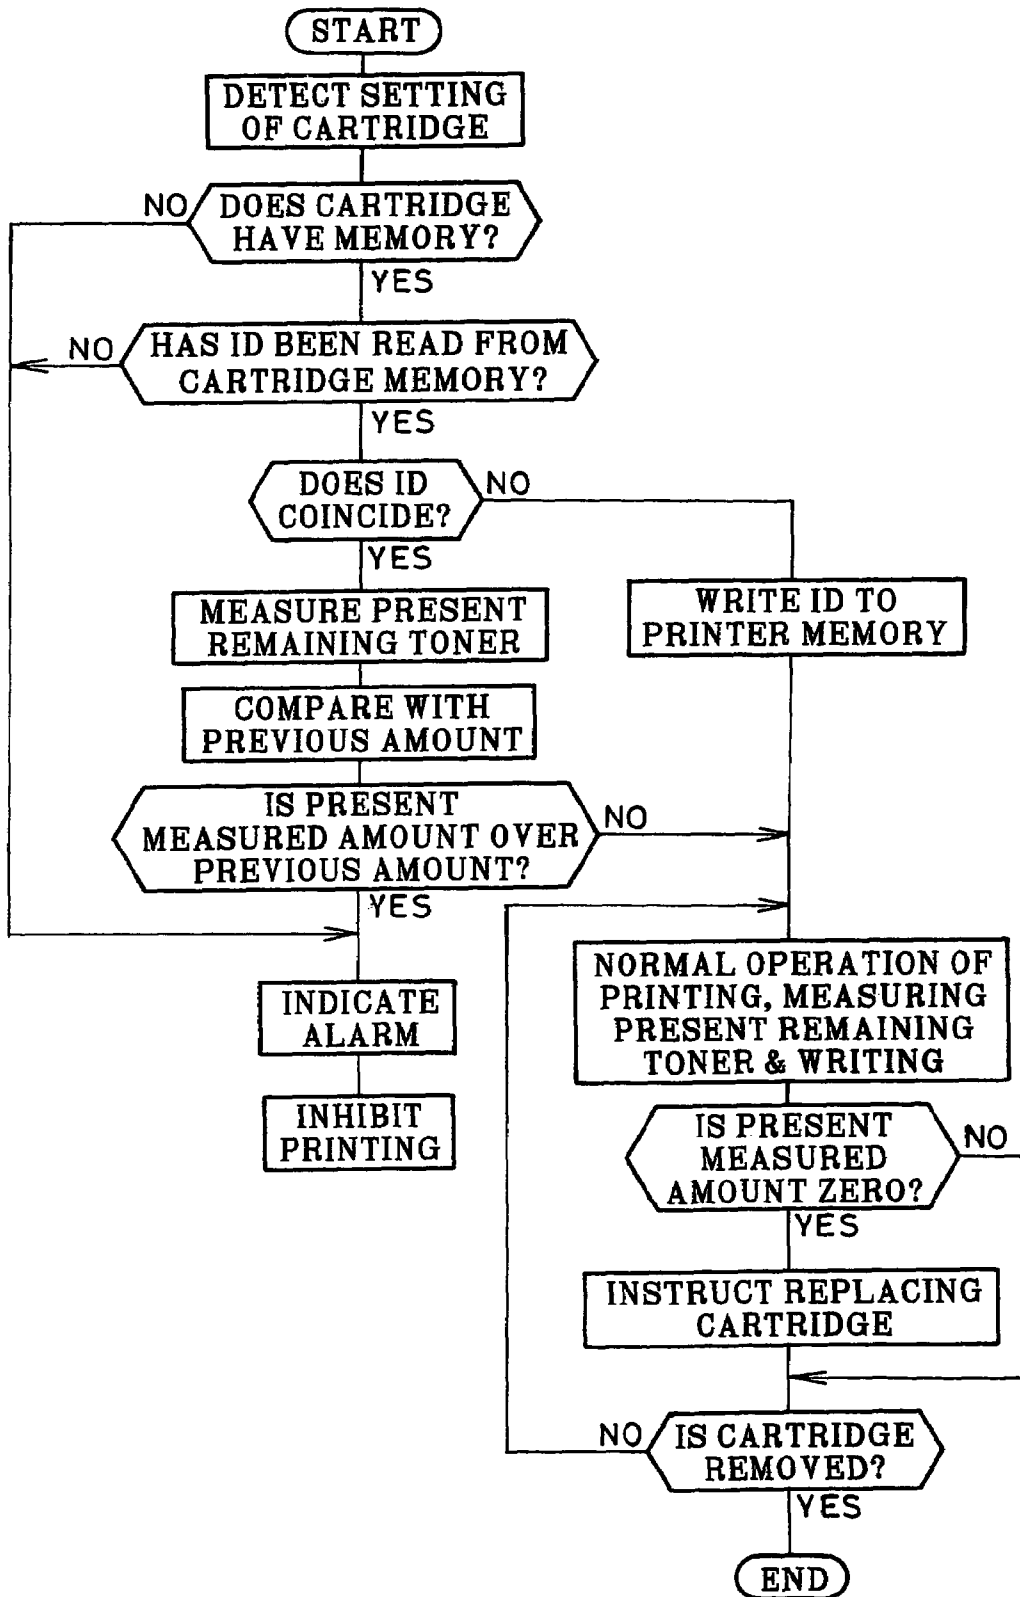 START
DETECT SETTING
OF CARTRIDGE
NO
DOES CARTRIDGE
HAVE MEMORY?
YES
NO
HAS ID BEEN READ FROM
CARTRIDGE MEMORY?
YES
DOES ID
COINCIDE?
NO
YES
MEASURE PRESENT
REMAINING TONER
WRITE ID TO
PRINTER MEMORY
COMPARE WITH
PREVIOUS AMOUNT
IS PRESENT
MEASURED AMOUNT OVER
PREVIOUS AMOUNT?
NO
YES
INDICATE
ALARM
INHIBIT
PRINTING
NORMAL OPERATION OF
PRINTING, MEASURING
PRESENT REMAINING
TONER & WRITING
IS PRESENT
MEASURED
AMOUNT ZERO?
NO
YES
INSTRUCT REPLACING
CARTRIDGE
NO
IS CARTRIDGE
REMOVED?
YES
END